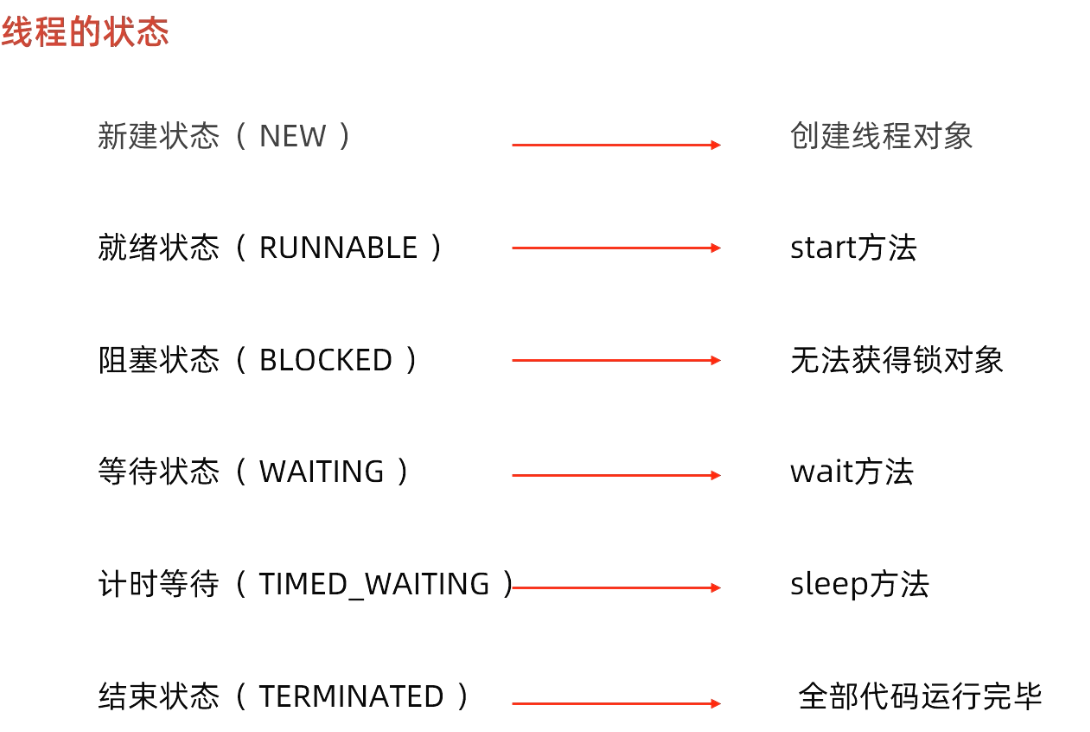 线程的状态
新建状态（ NEW ） 创建线程对象
就绪状态（ RUNNABLE ） start方法
阻塞状态（ BLOCKED ） 无法获得锁对象
等待状态（ WAITING ） wait方法
计时等待（ TIMED_WAITING ） sleep方法
结束状态（ TERMINATED ） 全部代码运行完毕